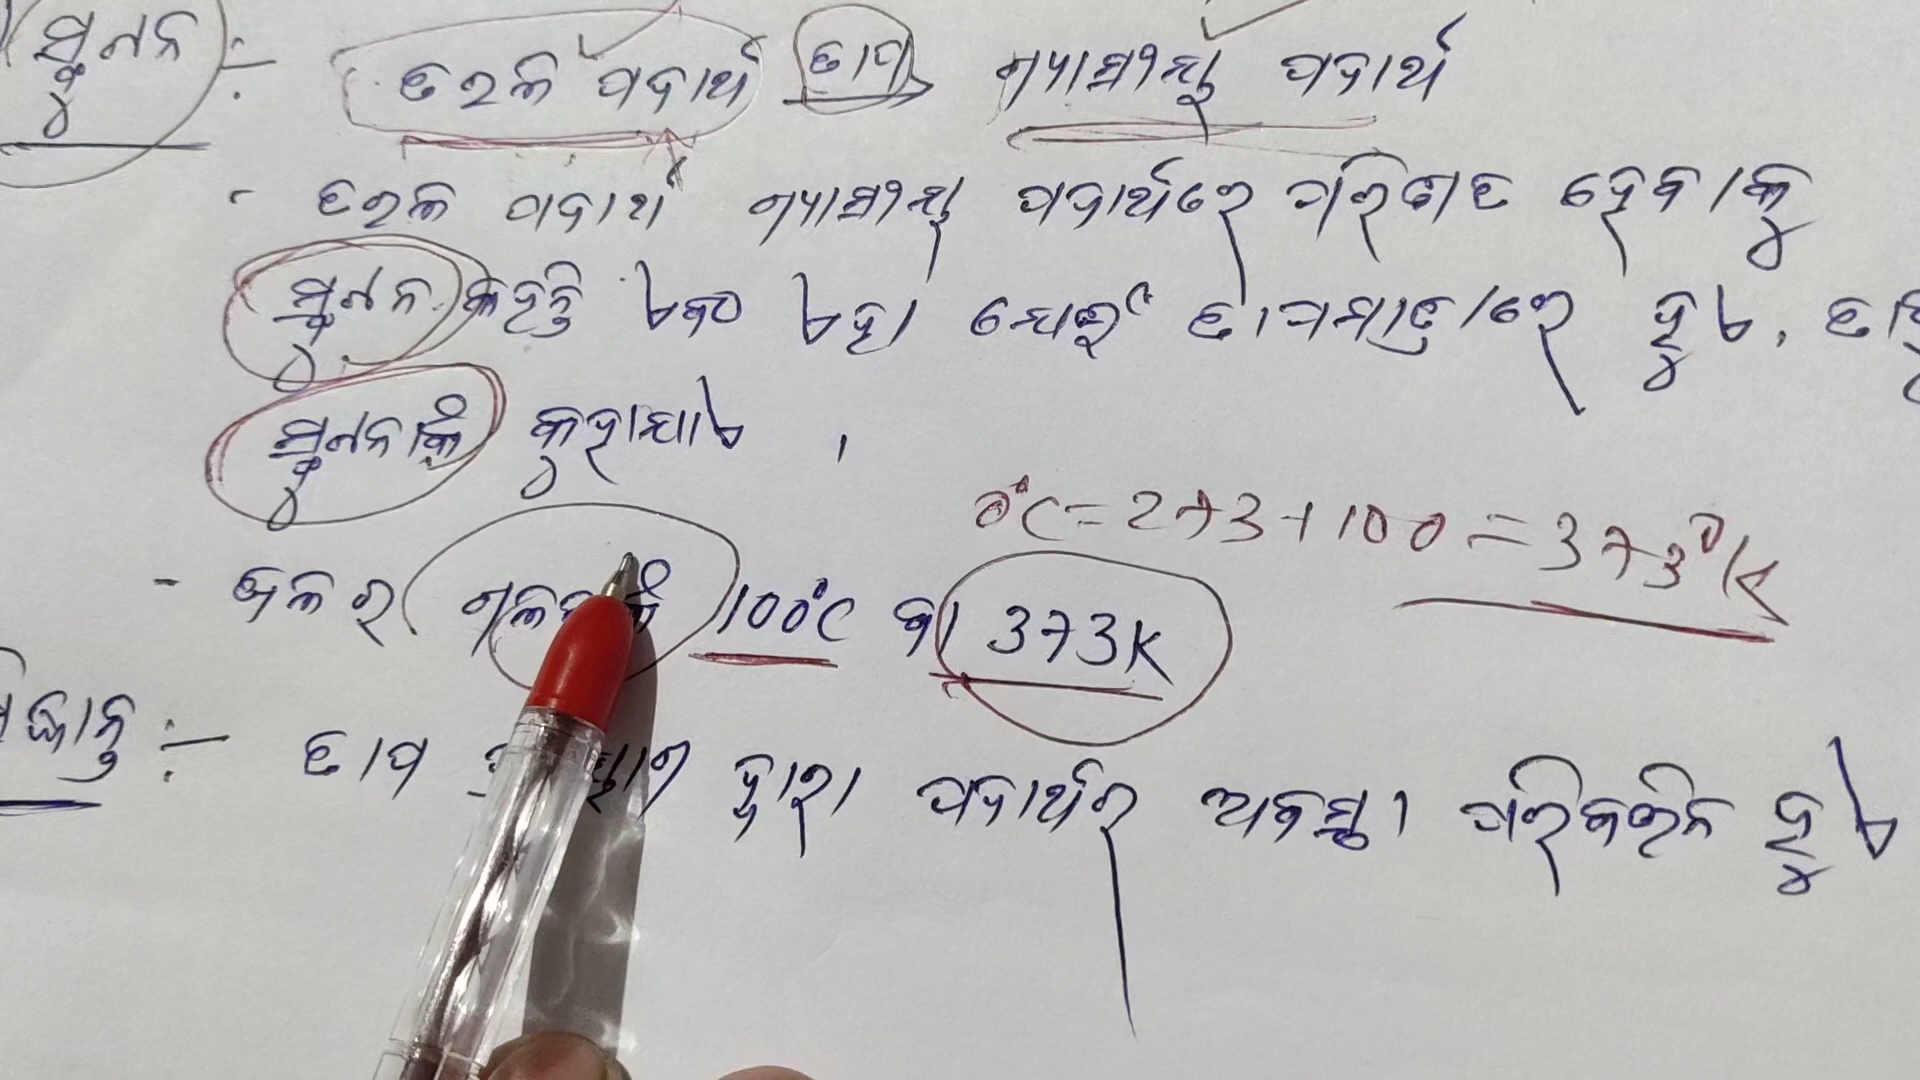 ସ୍ଫୁଟନ :- ତରଳ ପଦାର୍ଥ ତାପ→ ଗ୍ୟାସୀୟ ପଦାର୍ଥ
- ତରଳ ପଦାର୍ଥ ଗ୍ୟାସୀୟ ପଦାର୍ଥରେ ପରିଣତ ହେବାକୁ
ସ୍ଫୁଟନ କହନ୍ତି ଏବଂ ଏହା ଯେଉଁ ତାପମାତ୍ରାରେ ହୁଏ,
ସ୍ଫୁଟନାଙ୍କ କୁହାଯାଏ ।
0°C = 273 + 100 = 373°K
- ଜଳର 100°C ବା 373K
ତାପ ଦ୍ୱାରା ପଦାର୍ଥର ଅବସ୍ଥା ପରିବର୍ତ୍ତନ ହୁଏ